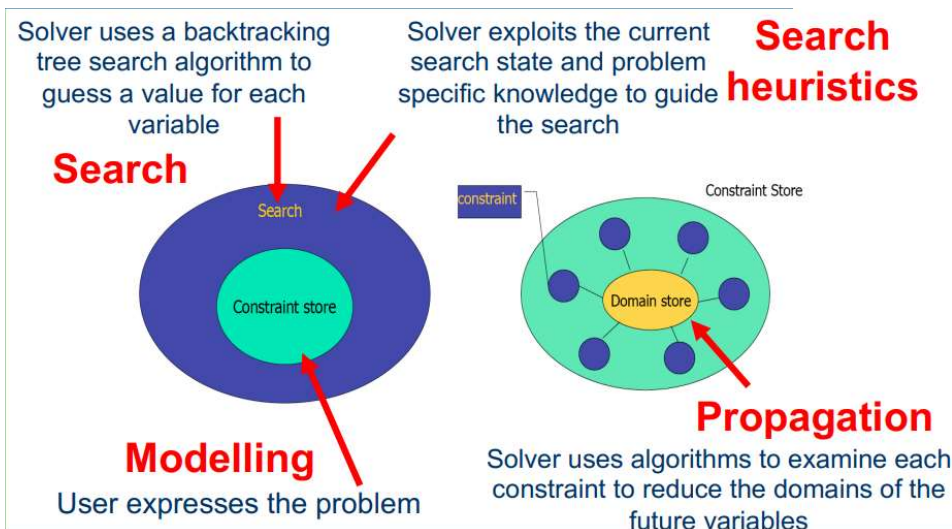 Solver uses a backtracking
tree search algorithm to
guess a value for each
variable
Solver exploits the current
search state and problem
specific knowledge to guide
the search
Search
heuristics
Search
Search
Constraint store
constraint
Constraint Store
Domain store
Modelling
User expresses the problem
Propagation
Solver uses algorithms to examine each
constraint to reduce the domains of the
future variables